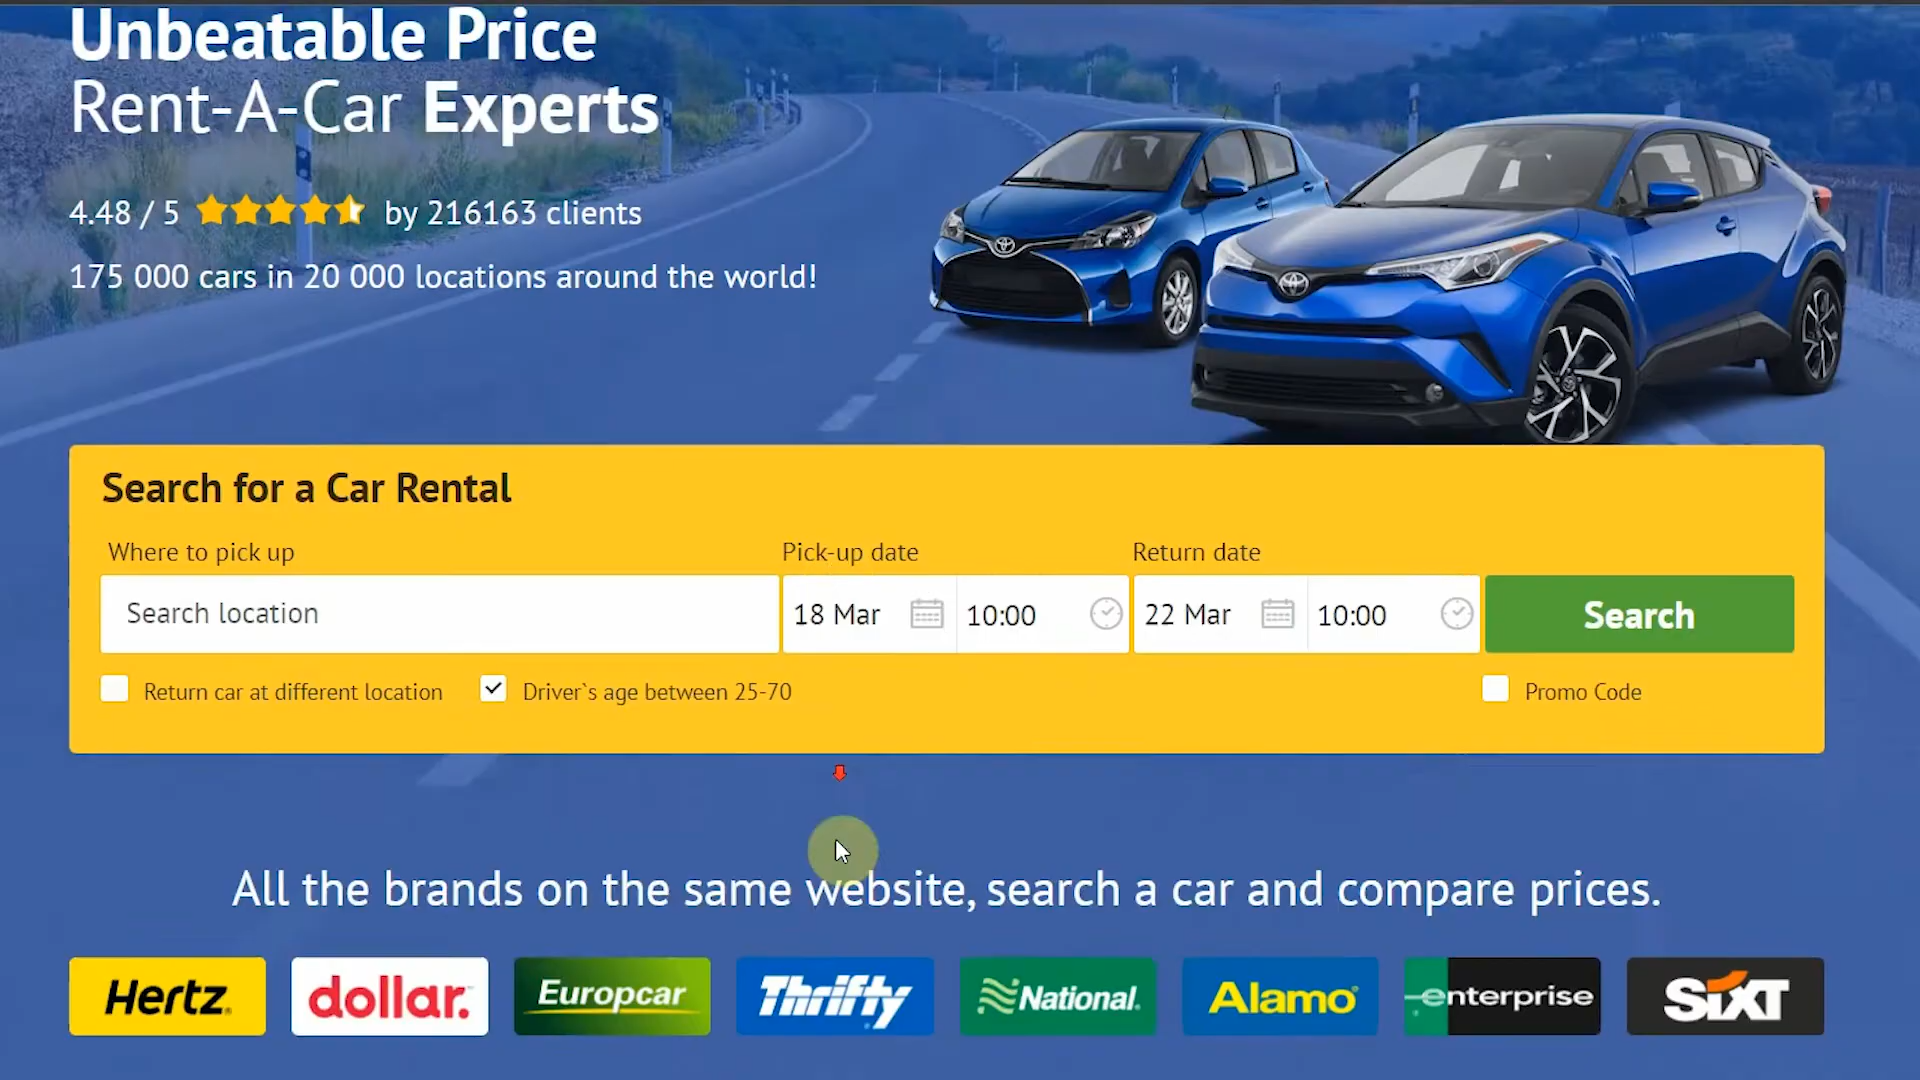 Unbeatable Price
Rent-A-Car Experts
4.48 / 5 by 216163 clients
175 000 cars in 20 000 locations around the world!
Search for a Car Rental
Where to pick up Pick-up date Return date
Search location 18 Mar 10:00 22 Mar 10:00 Search
Return car at different location Driver`s age between 25-70 Promo Code
All the brands on the same website, search a car and compare prices.
Hertz dollar. Europcar Thrifty National. Alamo enterprise SIXT